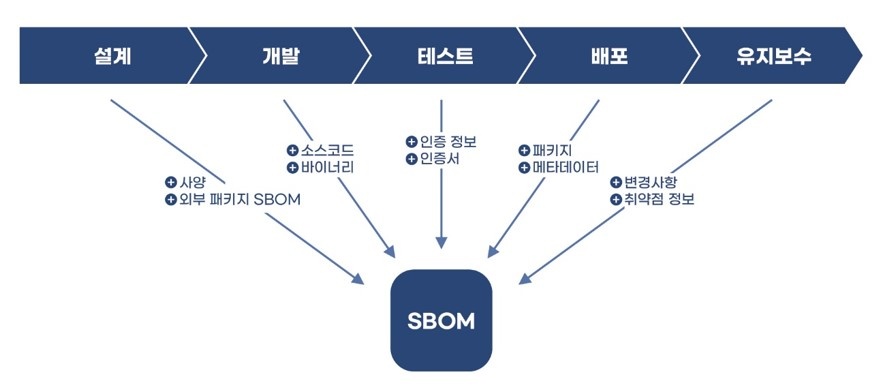 설계
개발
테스트
배포
유지보수
사양
외부 패키지 SBOM
소스코드
바이너리
인증 정보
인증서
패키지
메타데이터
변경사항
취약점 정보
SBOM